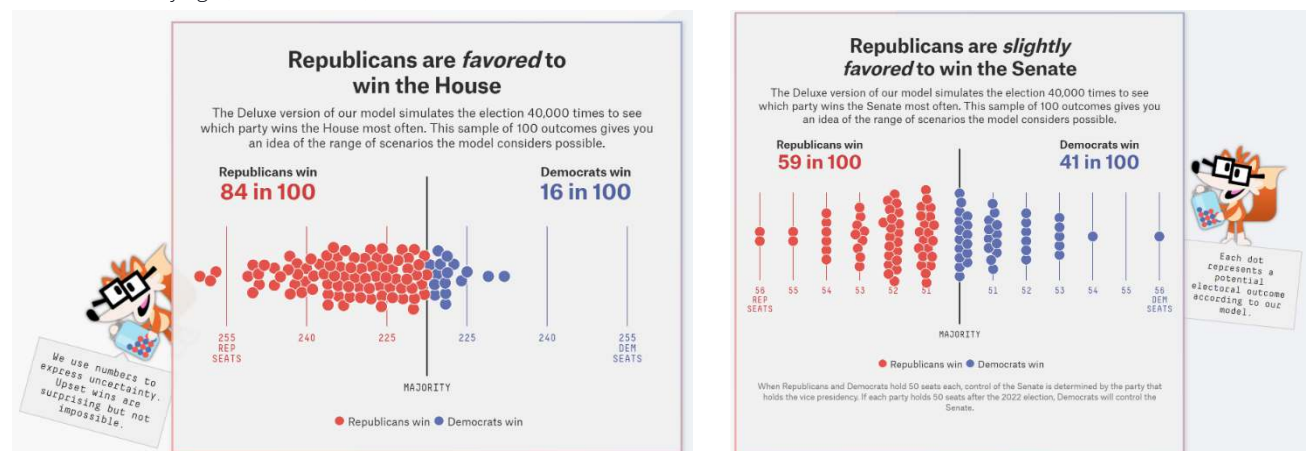 Republicans are favored to
win the House
The Deluxe version of our model simulates the election 40,000 times to see
which party wins the House most often. This sample of 100 outcomes gives you
an idea of the range of scenarios the model considers possible.
Republicans win
84 in 100
Democrats win
16 in 100
255
REP
SEATS
240
225
225
240
255
DEM
SEATS
MAJORITY
Republicans win Democrats win
We use numbers to
express uncertainty.
Upset wins are
surprising but not
impossible.
Republicans are slightly
favored to win the Senate
The Deluxe version of our model simulates the election 40,000 times to see
which party wins the Senate most often. This sample of 100 outcomes gives you
an idea of the range of scenarios the model considers possible.
Republicans win
59 in 100
Democrats win
41 in 100
56
REP
SEATS
55
54
53
52
51
51
52
53
54
55
56
DEM
SEATS
MAJORITY
Republicans win Democrats win
When Republicans and Democrats hold 50 seats each, control of the Senate is determined by the party that
holds the vice presidency. If each party holds 50 seats after the 2022 election, Democrats will control the
Senate.
Each dot
represents a
potential
electoral outcome
according to our
model.